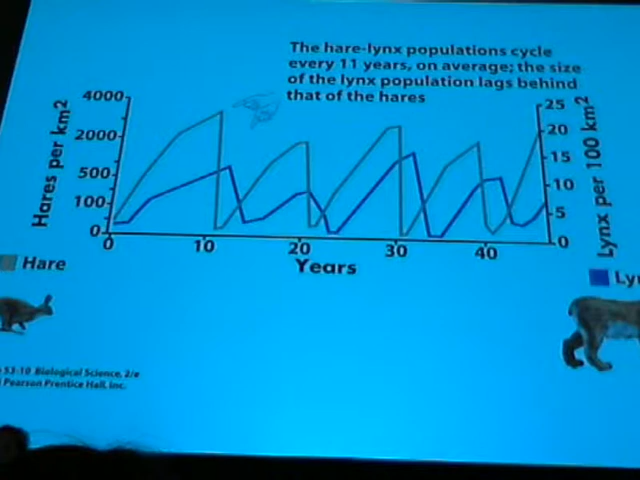 The hare-lynx populations cycle
every 11 years, on average; the size
of the lynx population lags behind
that of the hares
Hares per km2
4000
2000
500
100
0
25
20
15
10
5
0
Lynx per 100 km2
0 10 20 30 40
Years
Hare
53-10 Biological Science, 2/e
Pearson Prentice Hall, Inc.